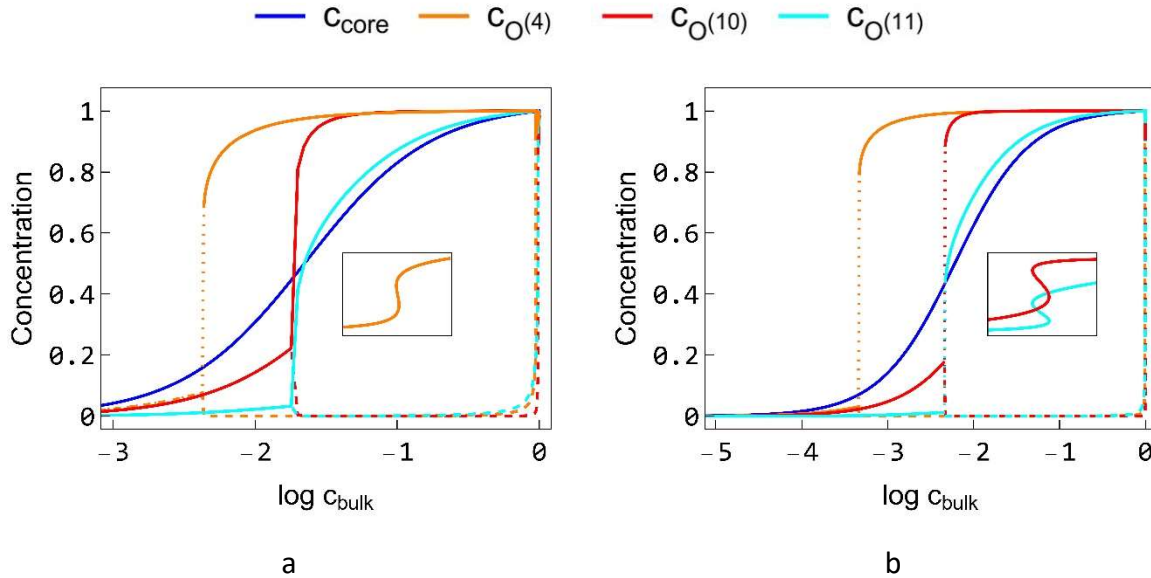 c_core c_O(4) c_O(10) c_O(11)
Concentration
1
0.8
0.6
0.4
0.2
0
−3 −2 −1 0
log c_bulk
a
Concentration
1
0.8
0.6
0.4
0.2
0
−5 −4 −3 −2 −1 0
log c_bulk
b